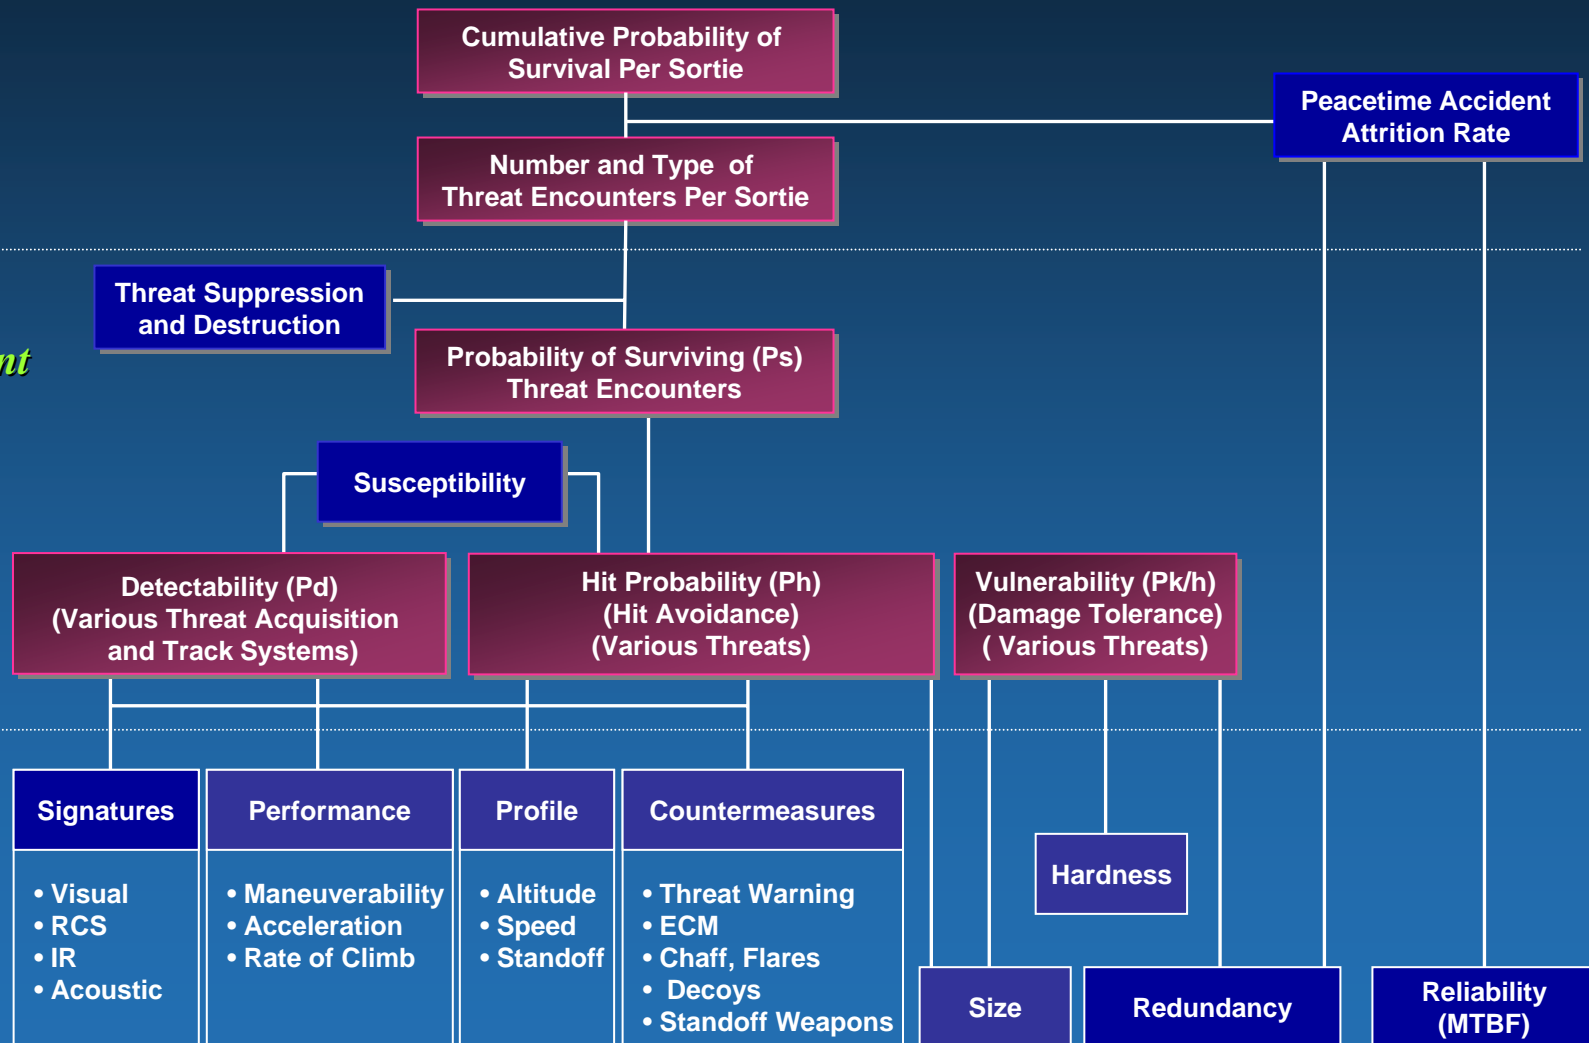 Cumulative Probability of
Survival Per Sortie
Peacetime Accident
Attrition Rate
Number and Type of
Threat Encounters Per Sortie
Threat Suppression
and Destruction
nt
Probability of Surviving (Ps)
Threat Encounters
Susceptibility
Detectability (Pd)
(Various Threat Acquisition
and Track Systems)
Hit Probability (Ph)
(Hit Avoidance)
(Various Threats)
Vulnerability (Pk/h)
(Damage Tolerance)
( Various Threats)
Signatures
• Visual
• RCS
• IR
• Acoustic
Performance
• Maneuverability
• Acceleration
• Rate of Climb
Profile
• Altitude
• Speed
• Standoff
Countermeasures
• Threat Warning
• ECM
• Chaff, Flares
• Decoys
• Standoff Weapons
Hardness
Size
Redundancy
Reliability
(MTBF)